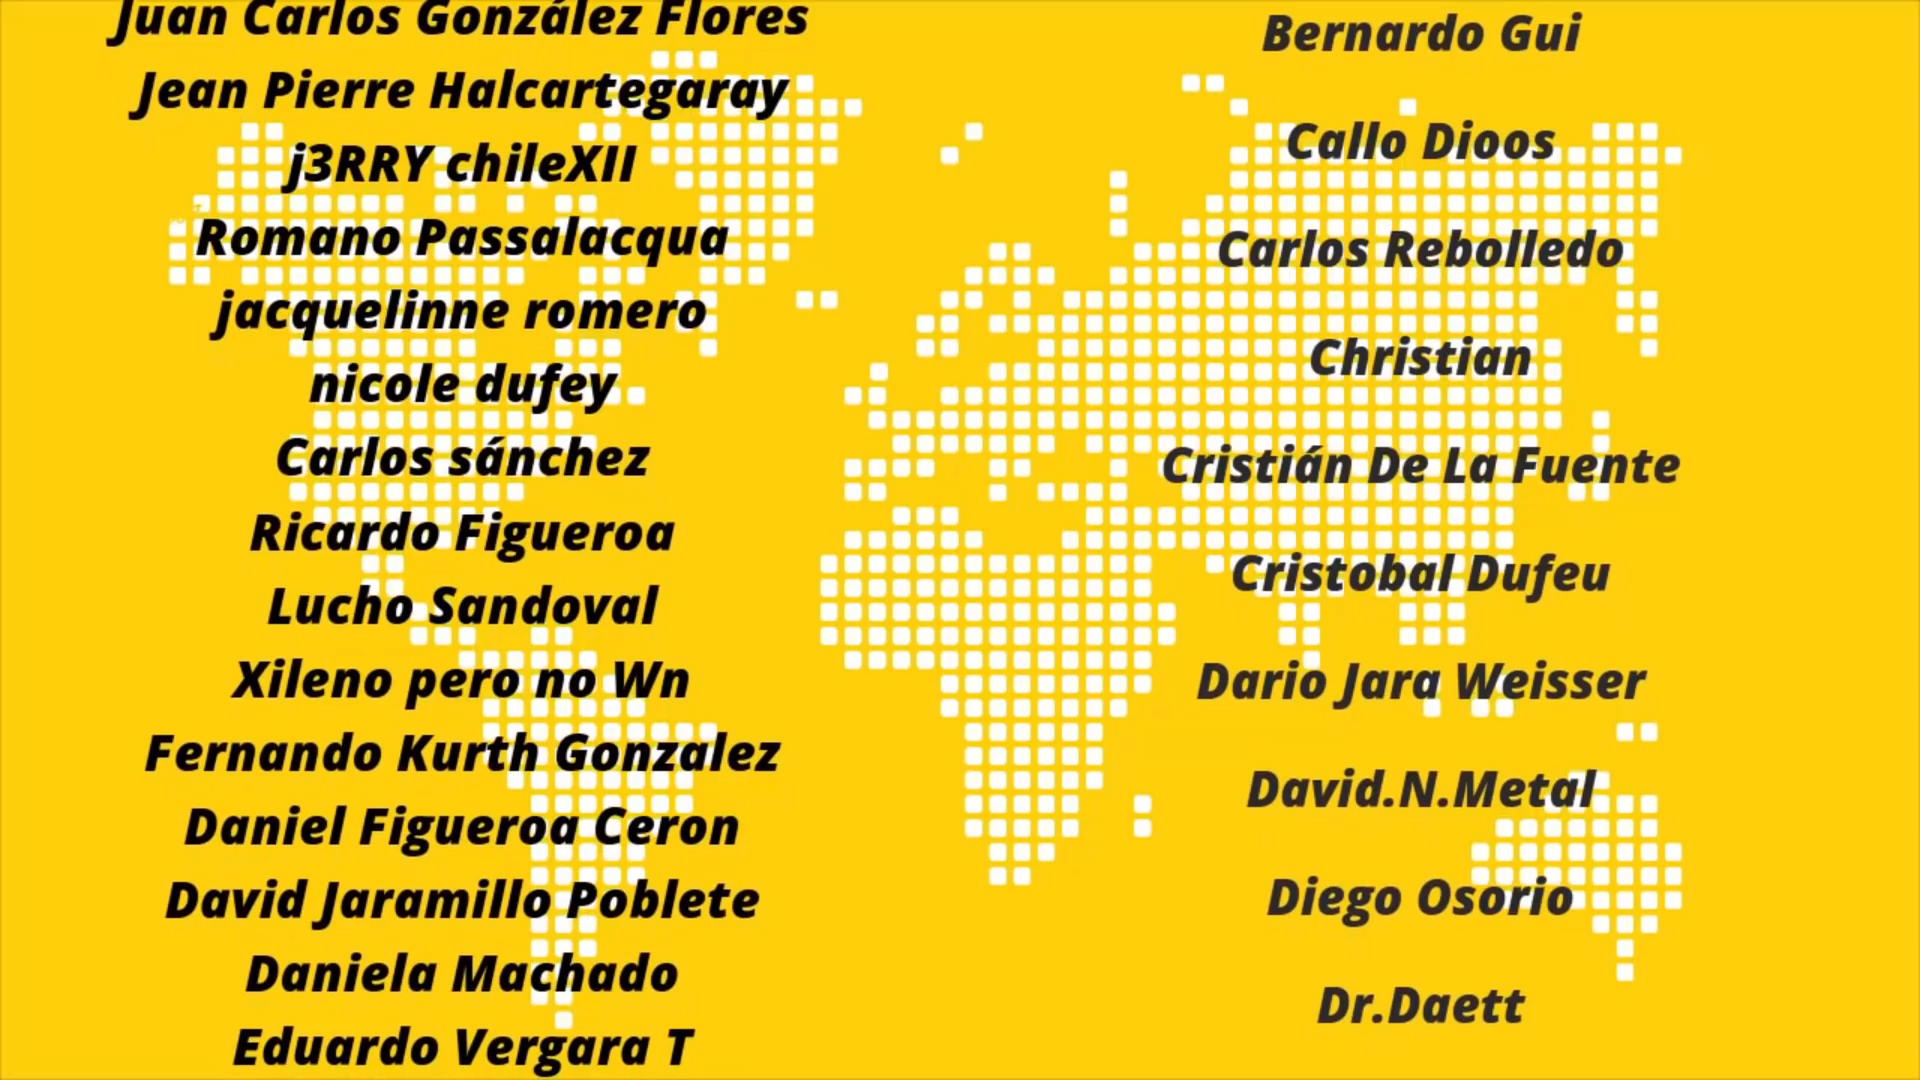 Juan Carlos González Flores
Jean Pierre Halcartegaray
j3RRY chileXII
Romano Passalacqua
jacquelinne romero
nicole dufey
Carlos sánchez
Ricardo Figueroa
Lucho Sandoval
Xileno pero no Wn
Fernando Kurth Gonzalez
Daniel Figueroa Ceron
David Jaramillo Poblete
Daniela Machado
Eduardo Vergara T
Bernardo Gui
Callo Dioos
Carlos Rebolledo
Christian
Cristián De La Fuente
Cristobal Dufeu
Dario Jara Weisser
David.N.Metal
Diego Osorio
Dr.Daett